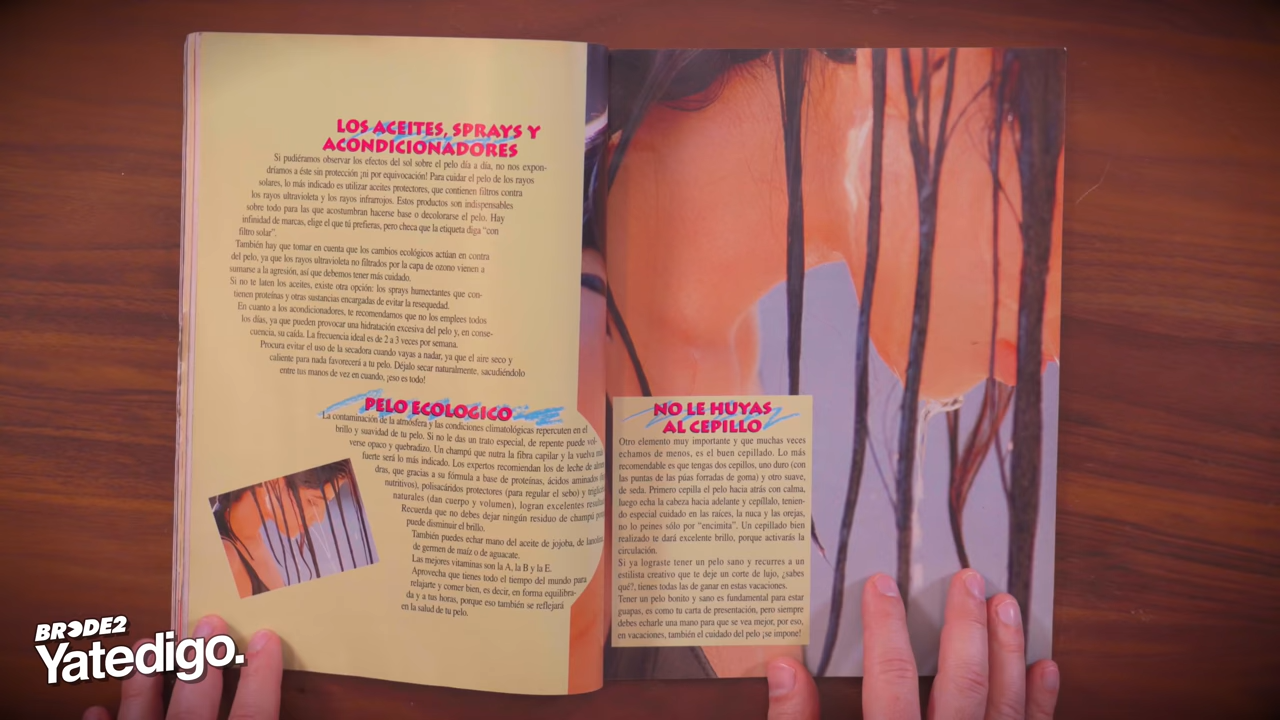 LOS ACEITES, SPRAYS Y
ACONDICIONADORES
Si pudiéramos observar los efectos del sol sobre el pelo día a día, no nos expon-
dríamos a éste sin protección ¡ni por equivocación! Para cuidar el pelo de los rayos
solares, lo más indicado es utilizar aceites protectores, que contienen filtros contra
los rayos ultravioleta y los rayos infrarrojos. Estos productos son indispensables
sobre todo para las que acostumbran hacerse base o decolorarse el pelo. Hay
infinidad de marcas, elige el que tú prefieras, pero checa que la etiqueta diga “con
filtro solar”.
También hay que tomar en cuenta que los cambios ecológicos actúan en contra
del pelo, ya que los rayos ultravioleta no filtrados por la capa de ozono vienen a
sumarse a la agresión, así que debemos tener más cuidado.
Si no te laten los aceites, existe otra opción: los sprays humectantes que con-
tienen proteínas y otras sustancias encargadas de evitar la resequedad.
En cuanto a los acondicionadores, te recomendamos que no los emplees todos
los días, ya que pueden provocar una hidratación excesiva del pelo y, en conse-
cuencia, su caída. La frecuencia ideal es de 2 a 3 veces por semana.
Procura evitar el uso de la secadora cuando vayas a nadar, ya que el aire seco y
caliente para nada favorecerá a tu pelo. Déjalo secar naturalmente, sacudiéndolo
entre tus manos de vez en cuando, ¡eso es todo!
PELO ECOLOGICO
La contaminación de la atmósfera y las condiciones climatológicas repercuten en el
brillo y suavidad de tu pelo. Si no le das un trato especial, de repente puede vol-
verse opaco y quebradizo. Un champú que nutra la fibra capilar y la vuelva más
fuerte será lo más indicado. Los expertos recomiendan los de leche de almen-
dras, que gracias a su fórmula a base de proteínas, ácidos aminados (los
nutritivos), polisacáridos protectores (para regular el sebo) y
naturales (dan cuerpo y volumen), logran excelentes
Recuerda que no debes dejar ningún residuo de champú
puede disminuir el brillo.
También puedes echar mano del aceite de jojoba, de
de germen de maíz o de aguacate.
Las mejores vitaminas son la A, la B y la E.
Aprovecha que tienes todo el tiempo del mundo para
relajarte y comer bien, es decir, en forma equilibra-
da y a tus horas, porque eso también se reflejará
en la salud de tu pelo.
NO LE HUYAS
AL CEPILLO
Otro elemento muy importante y que muchas veces
echamos de menos, es el buen cepillado. Lo más
recomendable es que tengas dos cepillos, uno duro (con
las puntas de las púas forradas de goma) y otro suave,
de seda. Primero cepilla el pelo hacia atrás con calma,
luego echa la cabeza hacia adelante y cepíllalo, tenien-
do especial cuidado en las raíces, la nuca y las orejas,
no lo peines sólo por “encimita”. Un cepillado bien
realizado te dará excelente brillo, porque activarás la
circulación.
Si ya lograste tener un pelo sano y recurres a un
estilista creativo que te deje un corte de lujo, ¿sabes
qué?, tienes todas las de ganar en estas vacaciones.
Tener un pelo bonito y sano es fundamental para estar
guapas, es como tu carta de presentación, pero siempre
debes echarle una mano para que se vea mejor, por eso,
en vacaciones, también el cuidado del pelo ¡se impone!
BRODE2
Yatedigo.